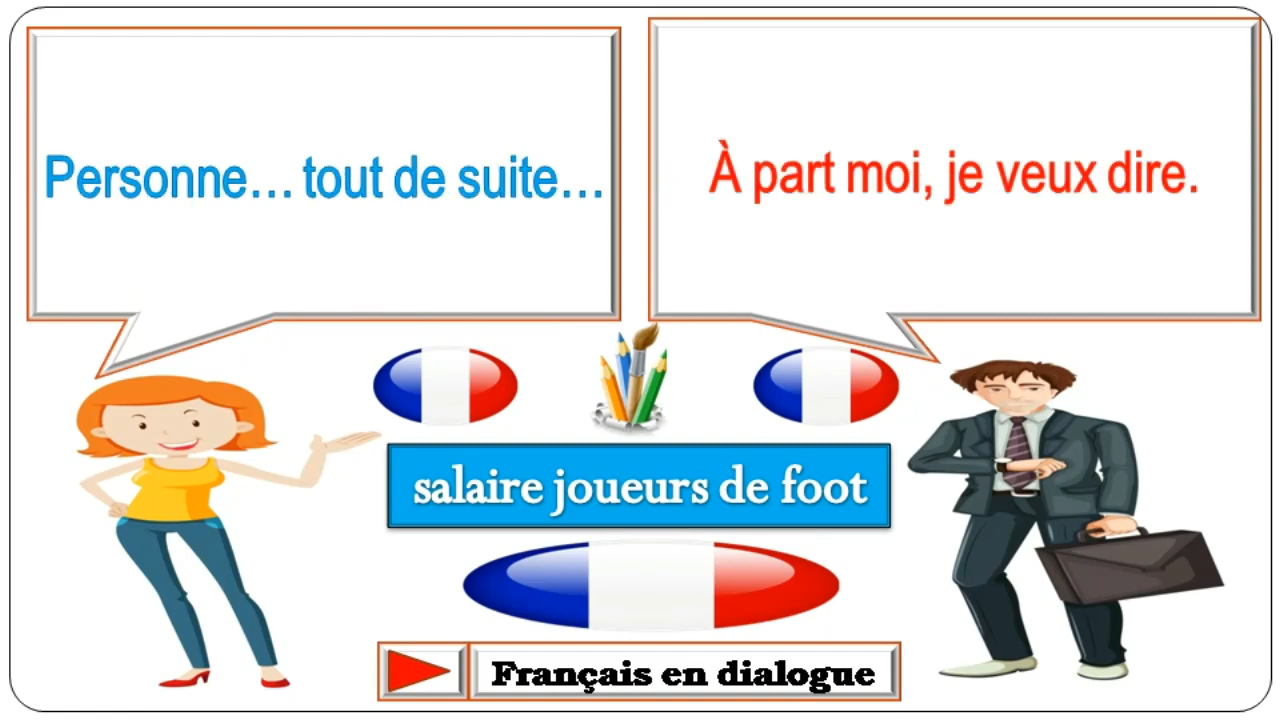 Personne… tout de suite…
À part moi, je veux dire.
salaire joueurs de foot
Français en dialogue